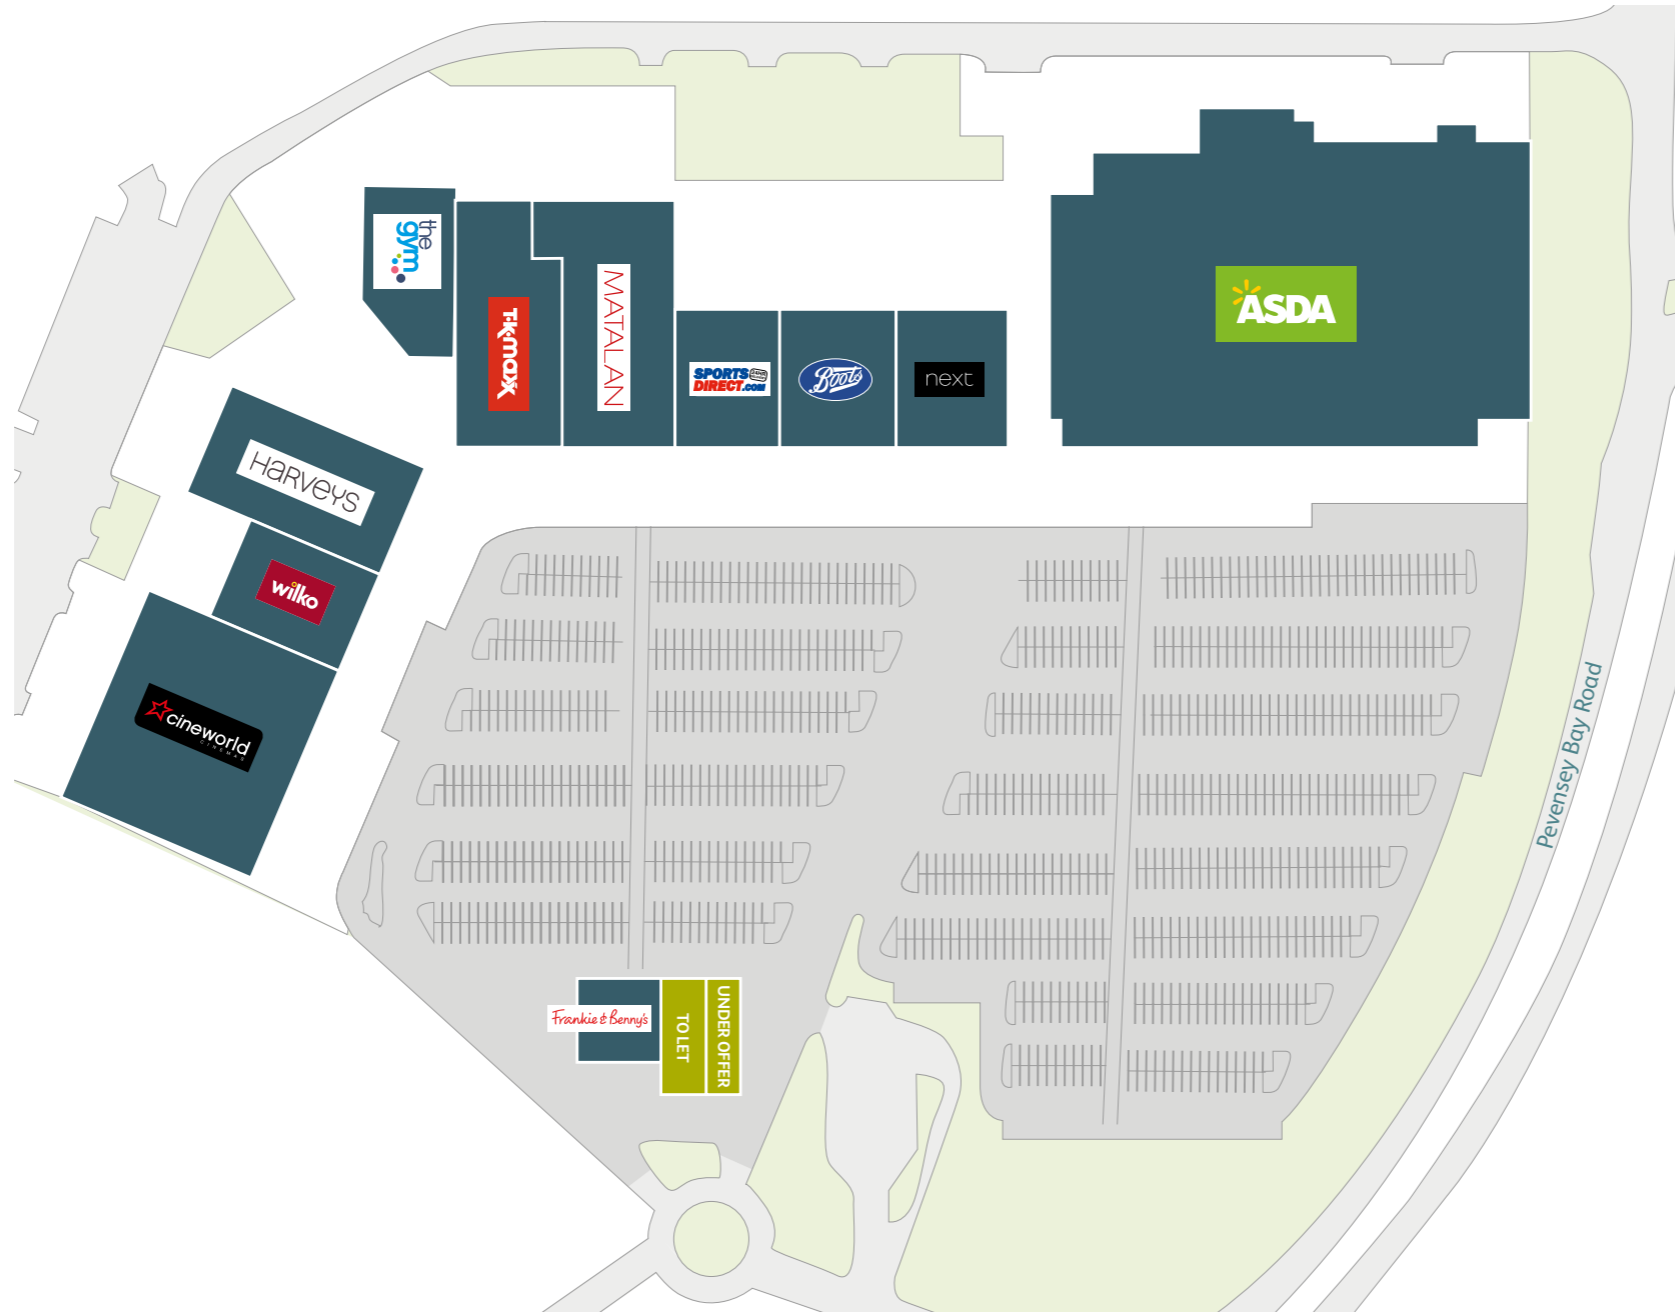 the
gym
T·K·maxx
MATALAN
SPORTS
DIRECT.COM
Boots
next
ASDA
HARVEYS
wilko
cineworld
CINEMAS
Pevensey Bay Road
Frankie & Benny's
TO LET
UNDER OFFER